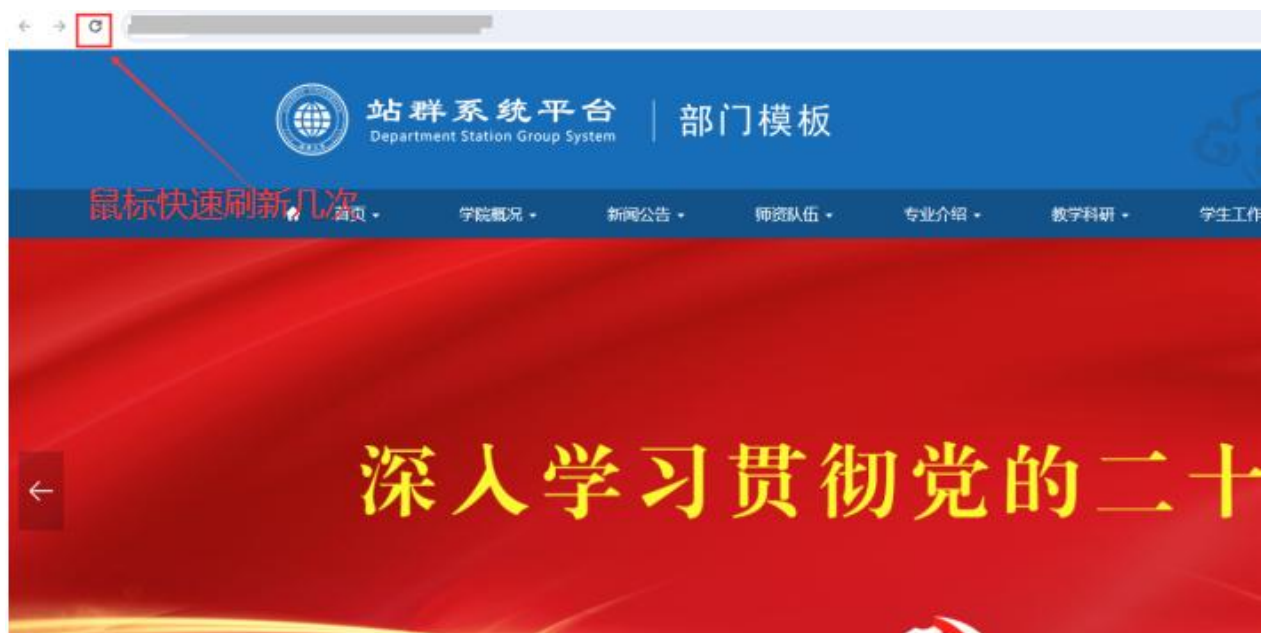 站群系统平台
Department Station Group System
部门模板
鼠标快速刷新几次
首页
学院概况
新闻公告
师资队伍
专业介绍
教学科研
学生工作
深入学习贯彻党的二十